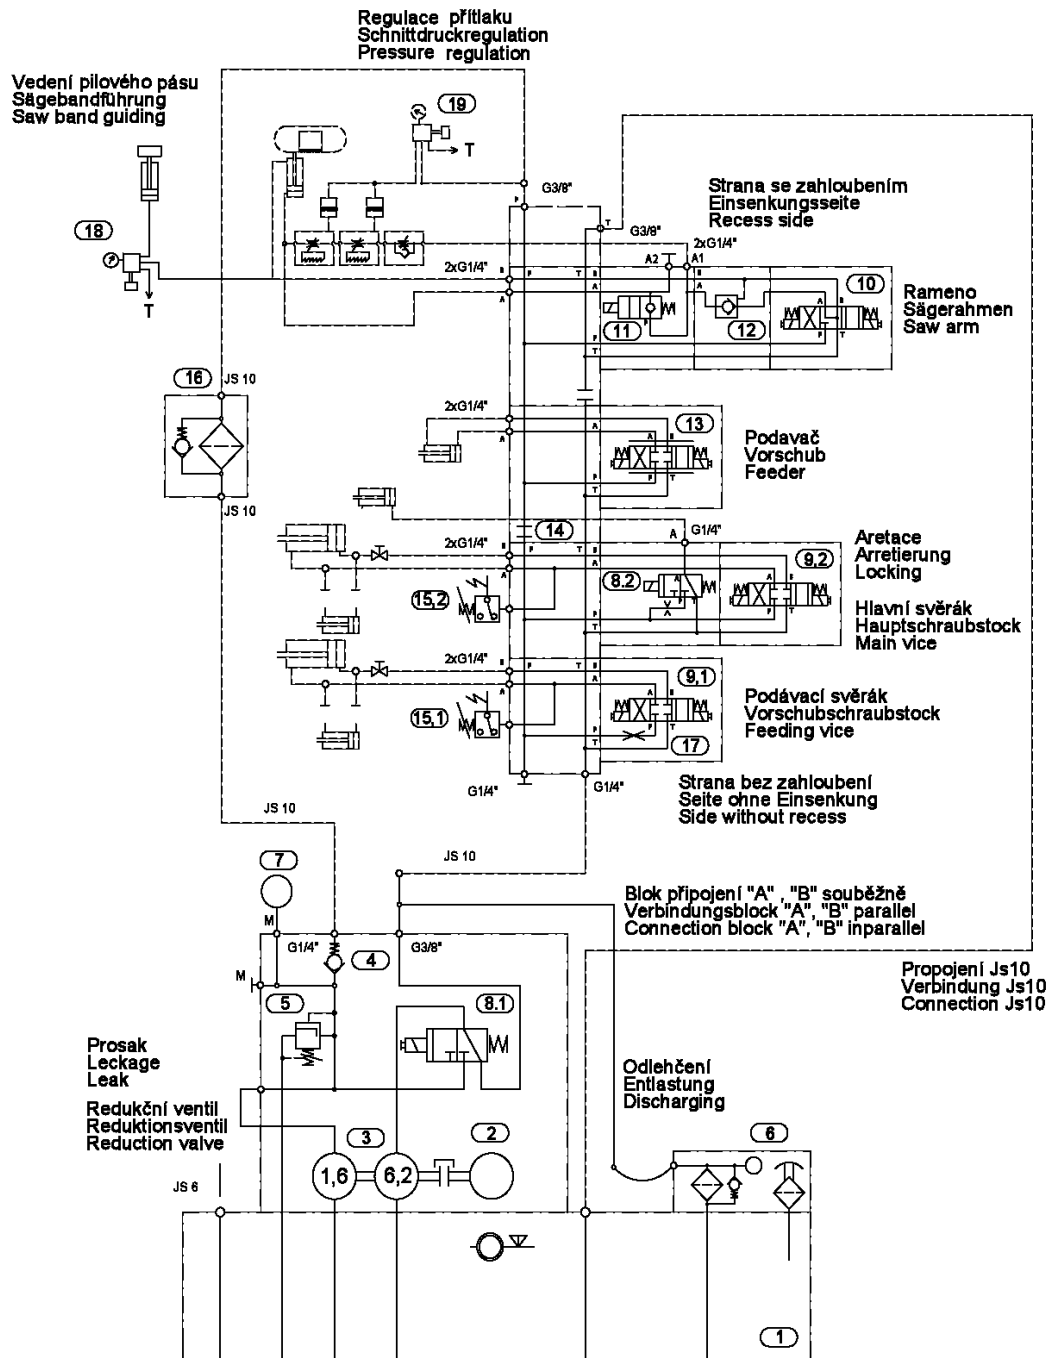 Regulace přítlaku
Schnittdruckregulation
Pressure regulation
Vedení pilového pásu
Sägebandführung
Saw band guiding
19
T
G3/8"
P
T
G3/8"
Strana se zahloubením
Einsenkungsseite
Recess side
18
T
2xG1/4"
A2
A1
2xG1/4"
B
P
T
B
B
A
A
A
10
A
B
P
T
11
P
12
P
T
Rameno
Sägerahmen
Saw arm
16
JS 10
JS 10
2xG1/4"
B
A
A
13
A
B
P
T
P
T
Podavač
Vorschub
Feeder
14
A
G1/4"
2xG1/4"
B
P
T
B
A
A
8.2
A
P
T
9,2
A
B
P
T
P
T
15,2
Aretace
Arretierung
Locking
Hlavní svěrák
Hauptschraubstock
Main vice
2xG1/4"
B
P
T
B
A
A
9,1
A
B
P
T
P
T
17
15,1
Podávací svěrák
Vorschubschraubstock
Feeding vice
G1/4"
G1/4"
Strana bez zahloubení
Seite ohne Einsenkung
Side without recess
JS 10
JS 10
7
M
G1/4"
G3/8"
4
M
5
8.1
Blok připojení "A" , "B" souběžně
Verbindungsblock "A", "B" parallel
Connection block "A", "B" inparallel
Propojení Js10
Verbindung Js10
Connection Js10
Prosak
Leckage
Leak
Redukční ventil
Reduktionsventil
Reduction valve
Odlehčení
Entlastung
Discharging
3
2
6
1,6
6,2
JS 6
1